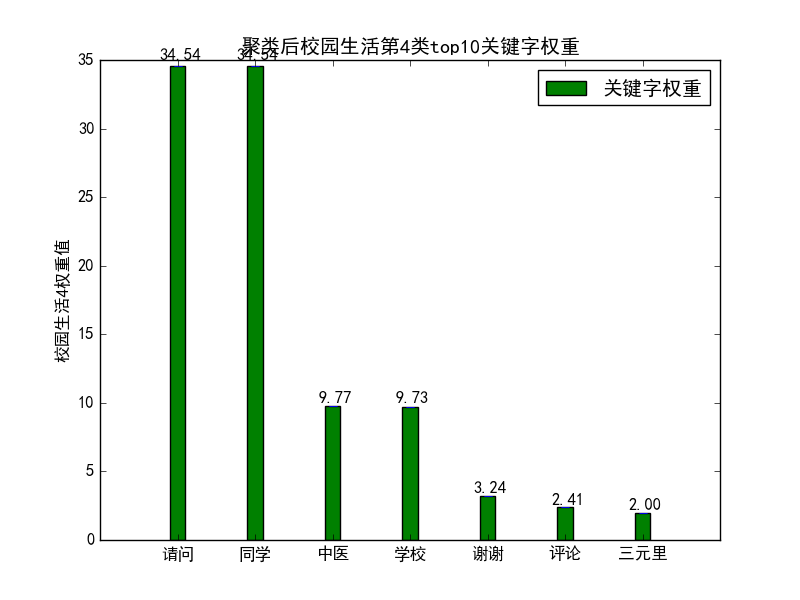 聚类后校园生活第4类top10关键字权重
关键字权重
校园生活4权重值
35
30
25
20
15
10
5
0
34.54
34.54
9.77
9.73
3.24
2.41
2.00
请问
同学
中医
学校
谢谢
评论
三元里